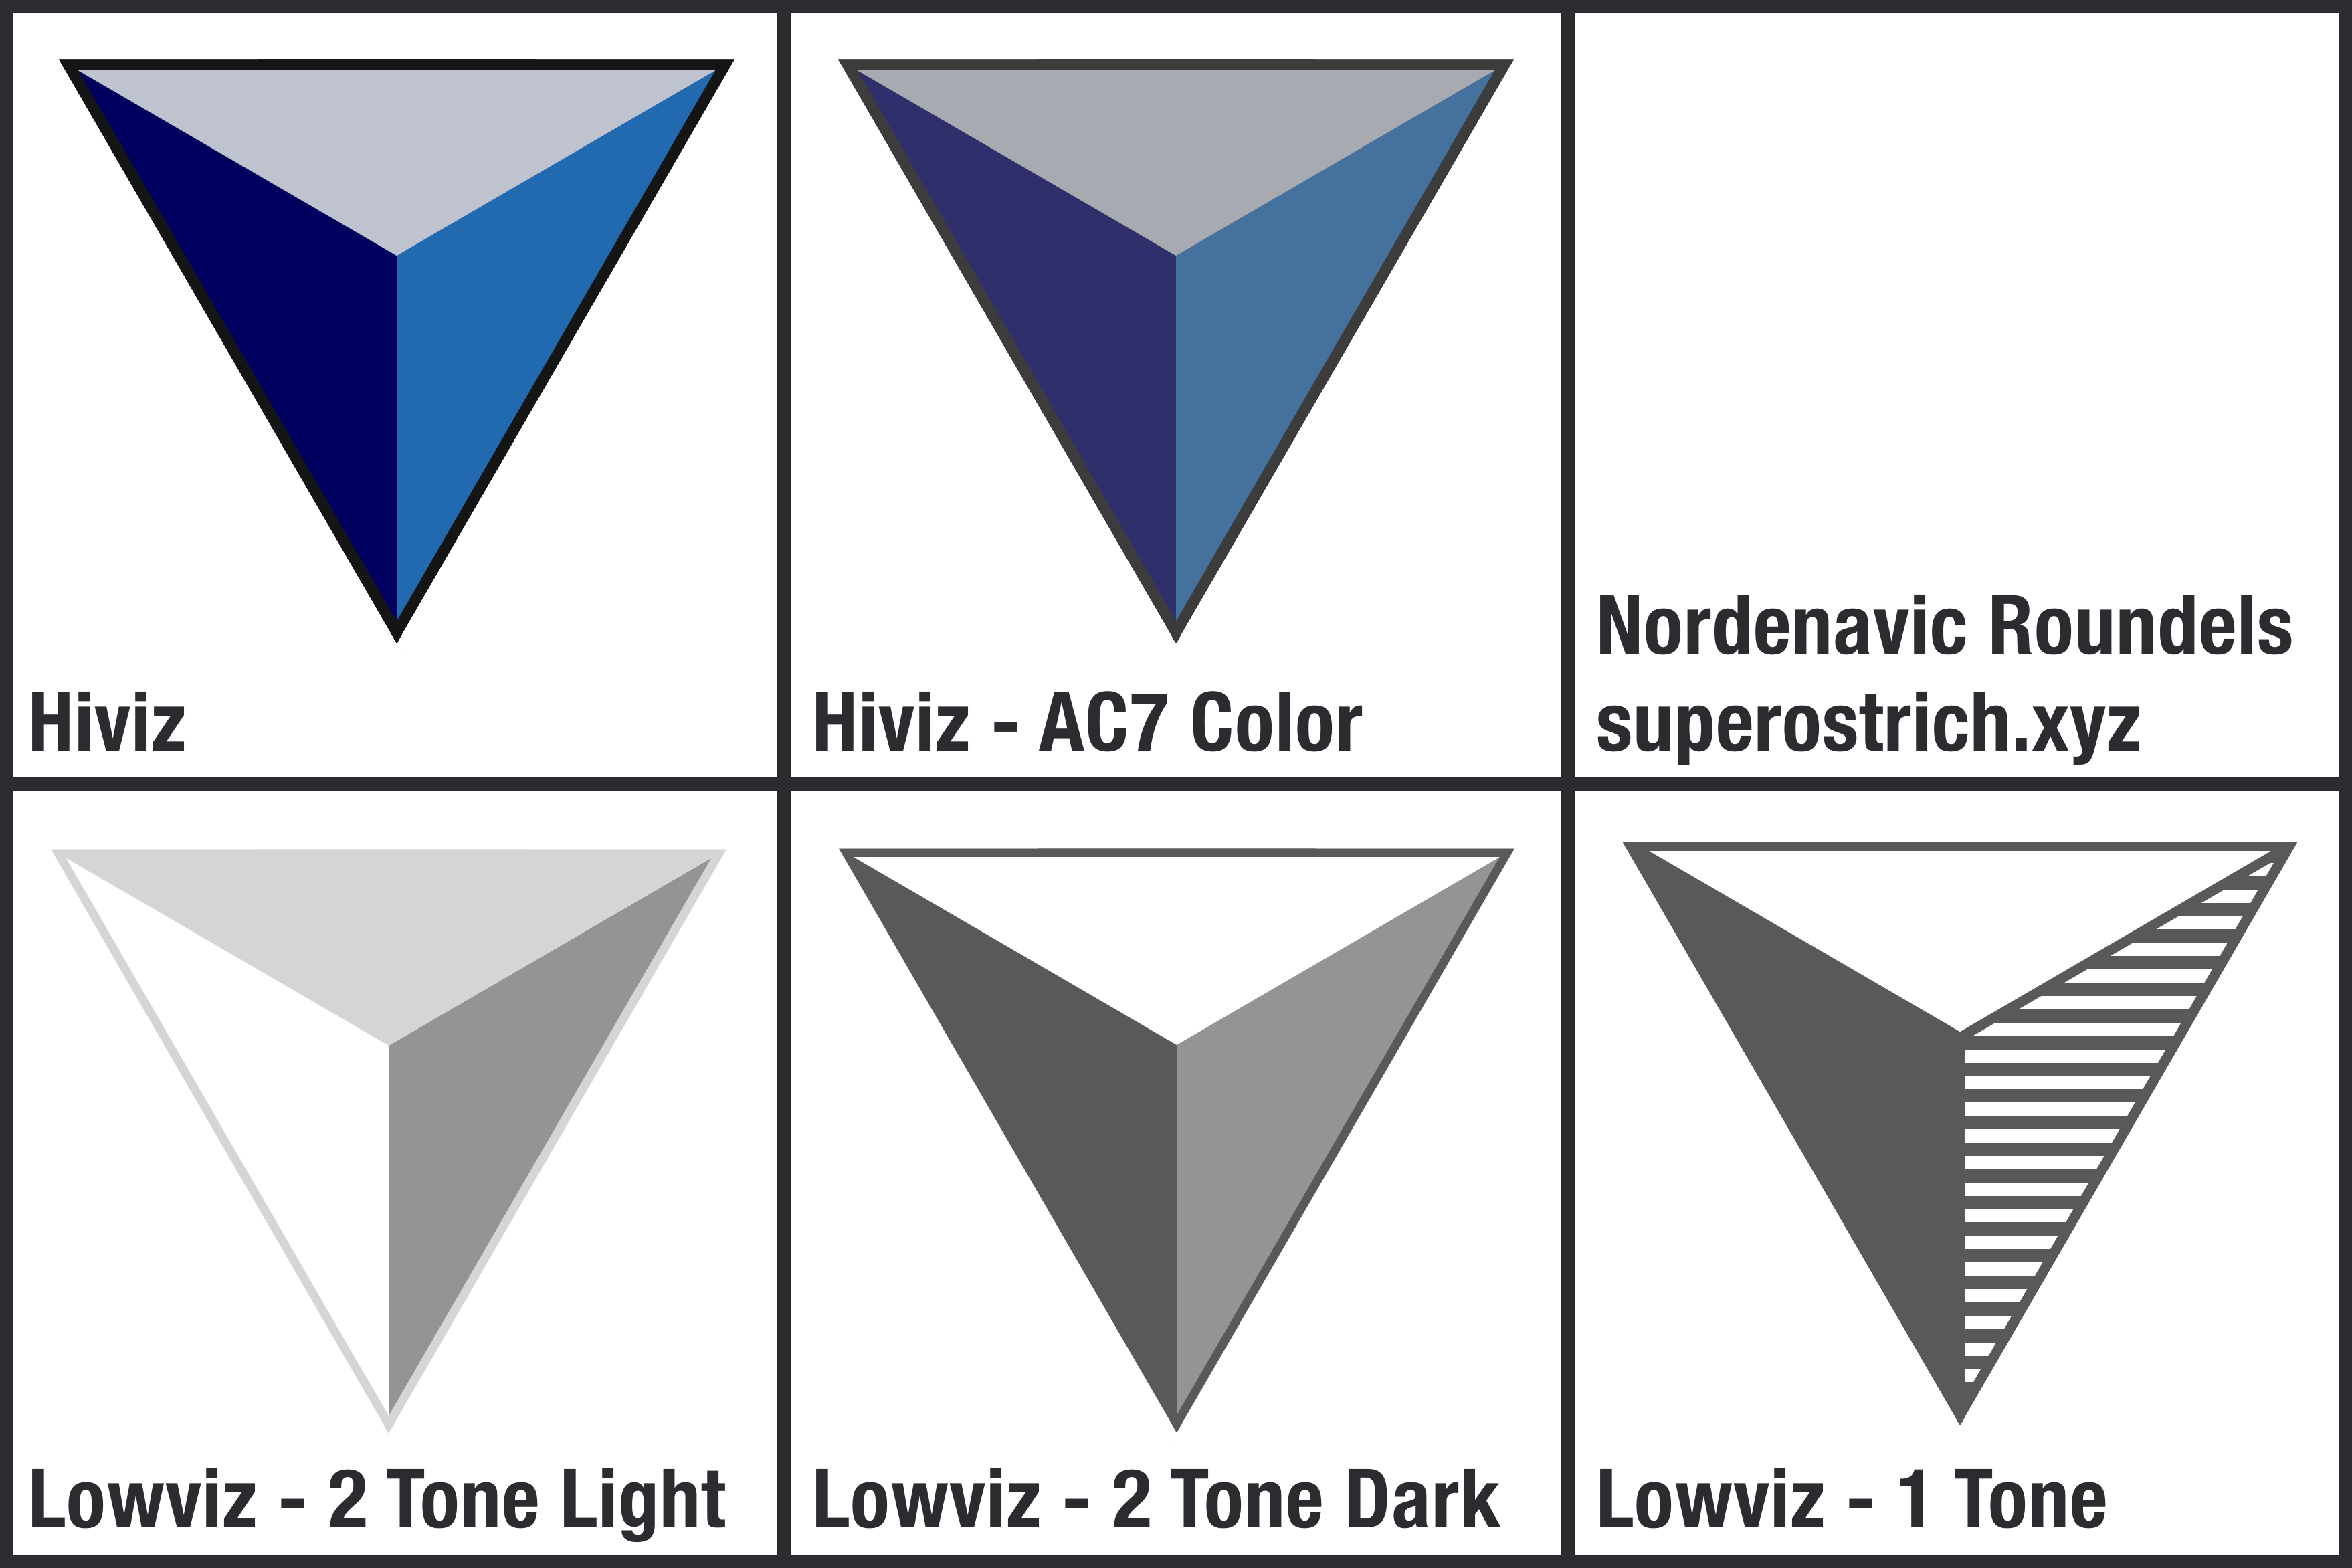 Hiviz
Hiviz - AC7 Color
Nordenavic Roundels
superostrich.xyz
Lowviz - 2 Tone Light
Lowviz - 2 Tone Dark
Lowviz - 1 Tone